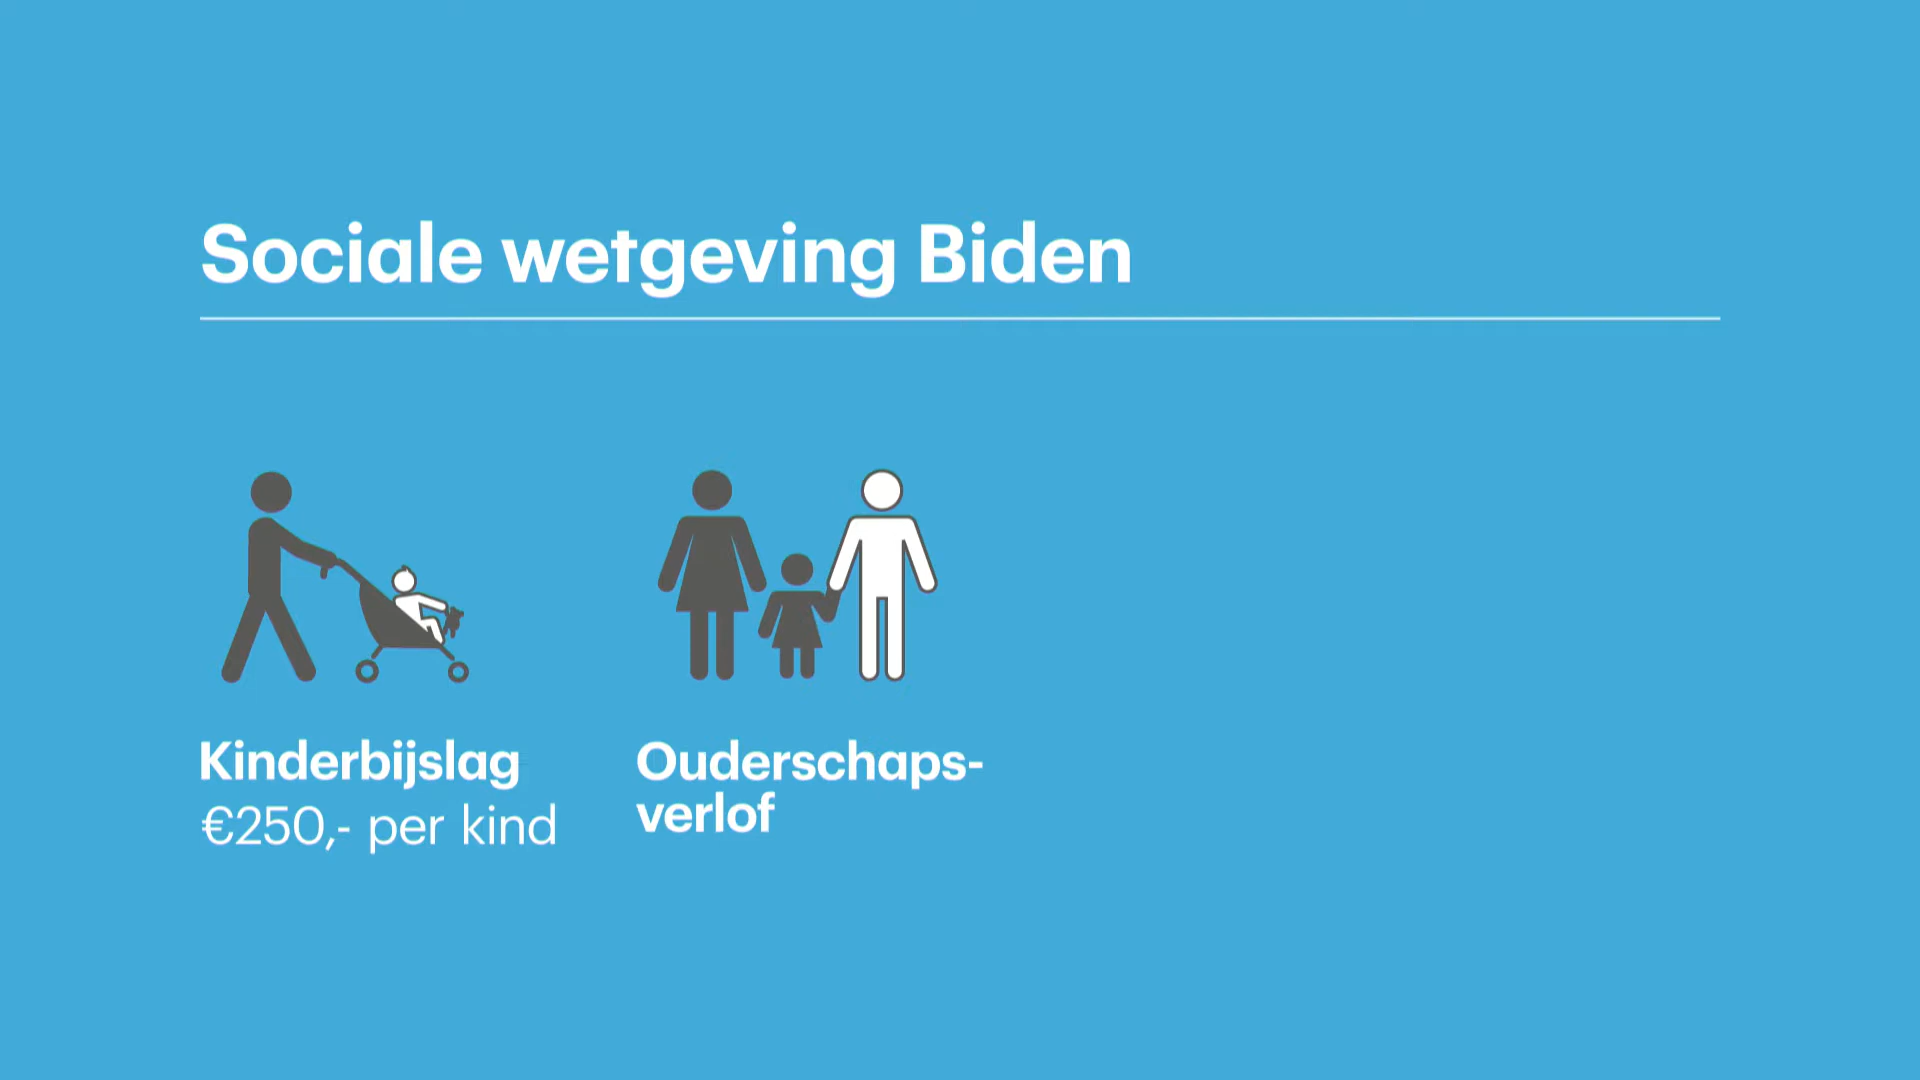 Sociale wetgeving Biden
Kinderbijslag
€250,- per kind
Ouderschaps-
verlof